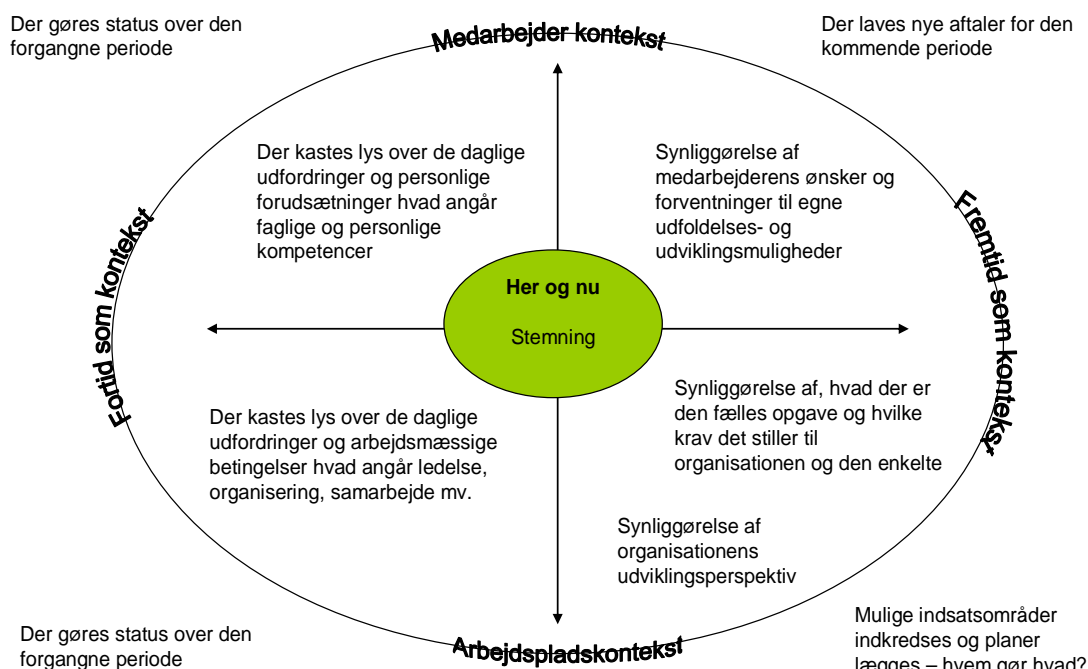 Der gøres status over den
forgangne periode
Medarbejder kontekst
Der laves nye aftaler for den
kommende periode
Der kastes lys over de daglige
udfordringer og personlige
forudsætninger hvad angår
faglige og personlige
kompetencer
Synliggørelse af
medarbejderens ønsker og
forventninger til egne
udfoldelses- og
udviklingsmuligheder
Fortid som kontekst
Her og nu
Stemning
Fremtid som kontekst
Der kastes lys over de daglige
udfordringer og arbejdsmæssige
betingelser hvad angår ledelse,
organisering, samarbejde mv.
Synliggørelse af, hvad der er
den fælles opgave og hvilke
krav det stiller til
organisationen og den enkelte
Synliggørelse af
organisationens
udviklingsperspektiv
Der gøres status over den
forgangne periode
Arbejdspladskontekst
Mulige indsatsområder
indkredses og planer
lægges – hvem gør hvad?